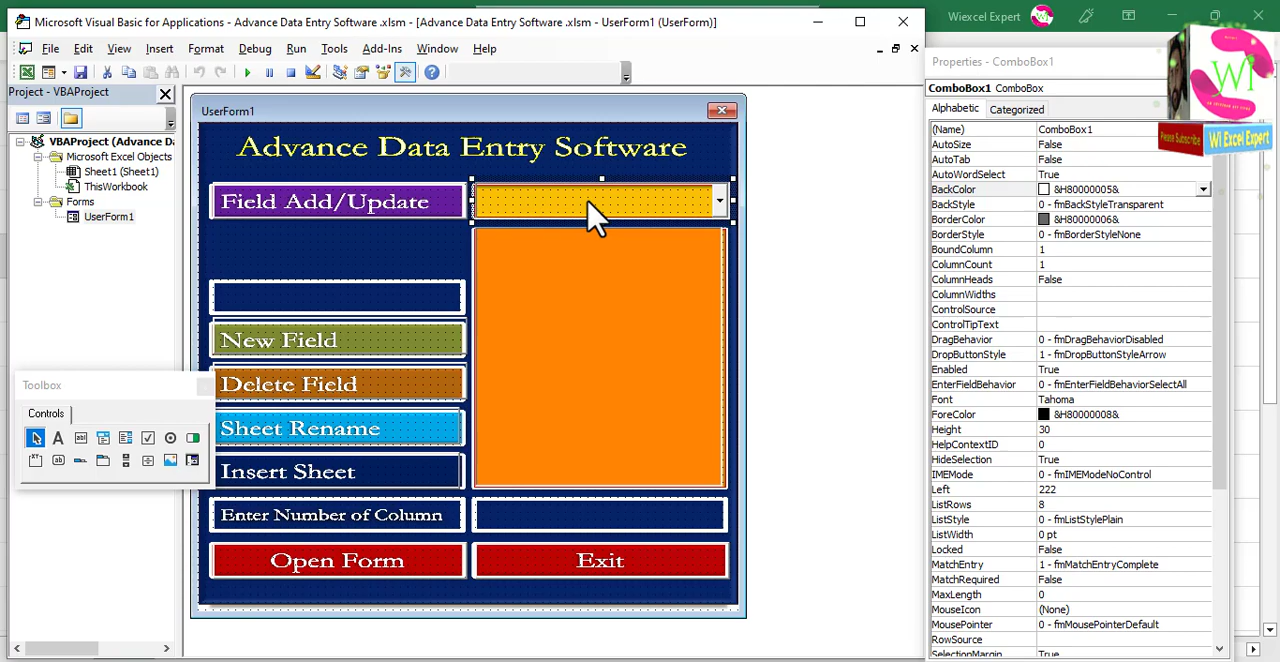 Microsoft Visual Basic for Applications - Advance Data Entry Software .xlsm - [Advance Data Entry Software .xlsm - UserForm1 (UserForm)]
Wiexcel Expert
File Edit View Insert Format Debug Run Tools Add-Ins Window Help
Project - VBAProject
VBAProject (Advance Da
Microsoft Excel Objects
Sheet1 (Sheet1)
ThisWorkbook
Forms
UserForm1
Toolbox
Controls
UserForm1
Advance Data Entry Software
Field Add/Update
New Field
Delete Field
Sheet Rename
Insert Sheet
Enter Number of Column
Open Form
Exit
Properties - ComboBox1
ComboBox1 ComboBox
Alphabetic Categorized
(Name) ComboBox1
AutoSize False
AutoTab False
AutoWordSelect True
BackColor &H80000005&
BackStyle 0 - fmBackStyleTransparent
BorderColor &H80000006&
BorderStyle 0 - fmBorderStyleNone
BoundColumn 1
ColumnCount 1
ColumnHeads False
ColumnWidths
ControlSource
ControlTipText
DragBehavior 0 - fmDragBehaviorDisabled
DropButtonStyle 1 - fmDropButtonStyleArrow
Enabled True
EnterFieldBehavior 0 - fmEnterFieldBehaviorSelectAll
Font Tahoma
ForeColor &H80000008&
Height 30
HelpContextID 0
HideSelection True
IMEMode 0 - fmIMEModeNoControl
Left 222
ListRows 8
ListStyle 0 - fmListStylePlain
ListWidth 0 pt
Locked False
MatchEntry 1 - fmMatchEntryComplete
MatchRequired False
MaxLength 0
MouseIcon (None)
MousePointer 0 - fmMousePointerDefault
RowSource
SelectionMargin True
Wi
Please Subscribe
WI Excel Expert